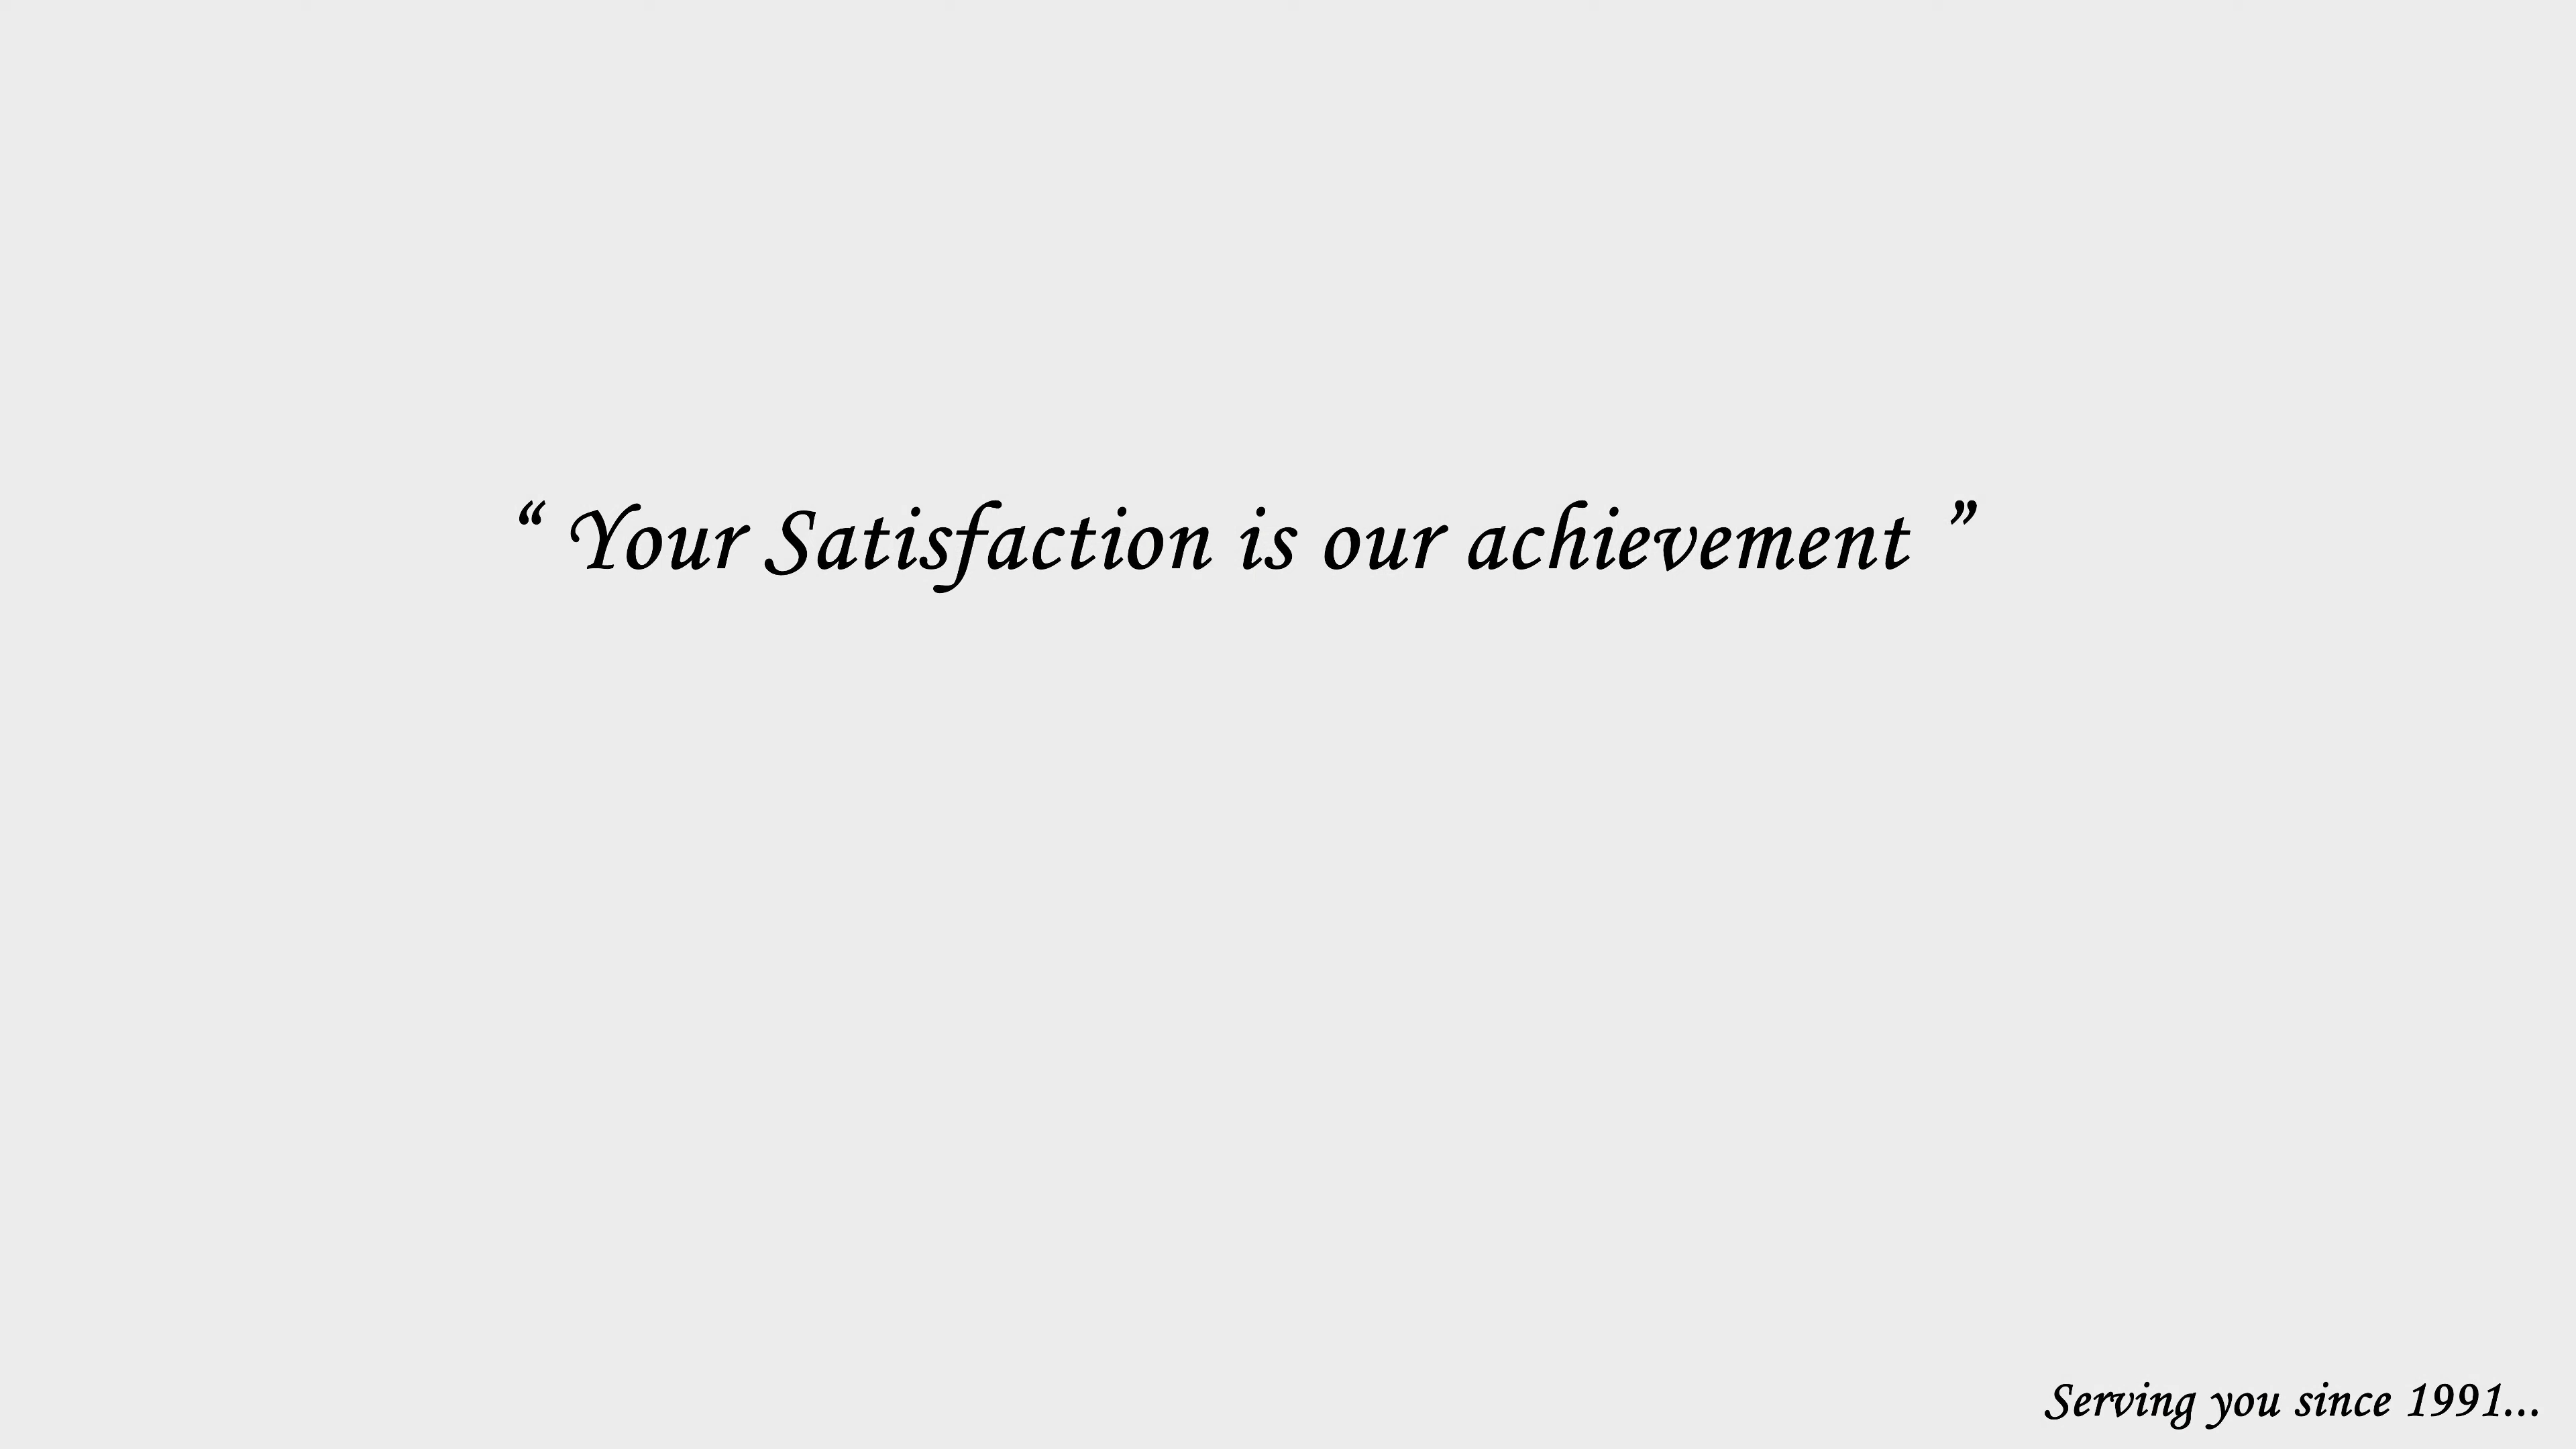 “ Your Satisfaction is our achievement ”
Serving you since 1991...